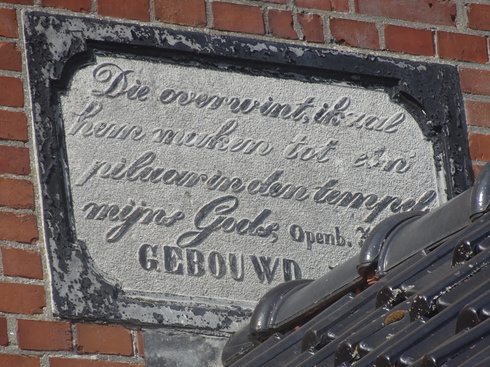 Die overwint, ik zal
hem maken tot een
pilaar in den tempel
mijns Gods, Openb.
GEBOUWD